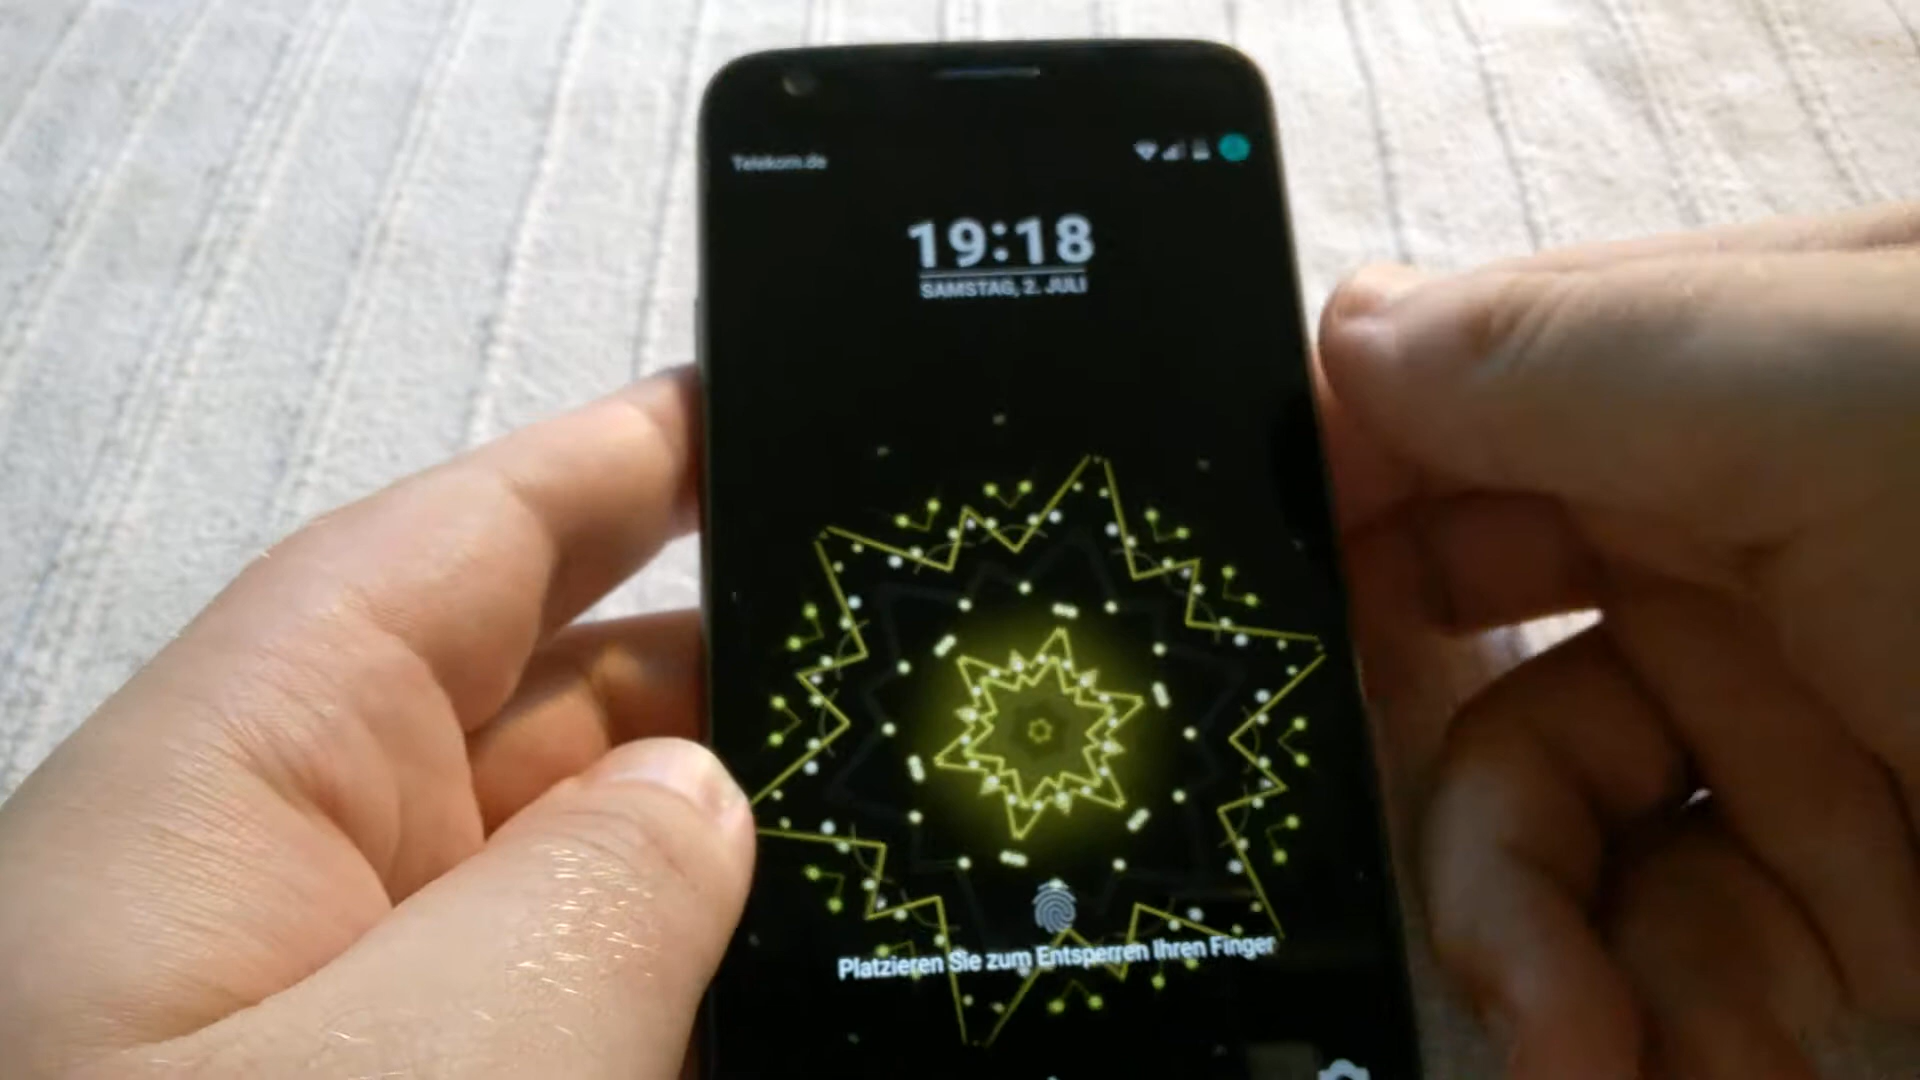 Telekom.de
19:18
SAMSTAG, 2. JULI
Platzieren Sie zum Entsperren Ihren Finger